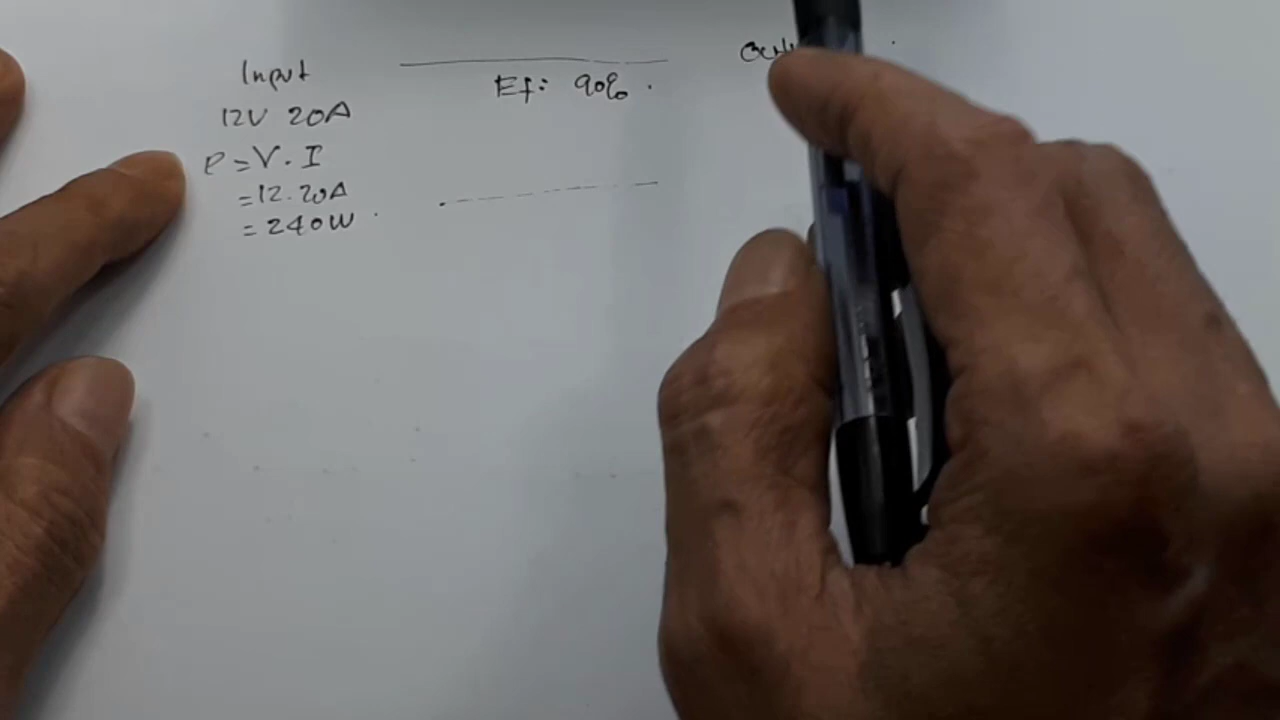 Input
12V 20A
P = V . I
= 12 . 20A
= 240W .
Ef: 90% .